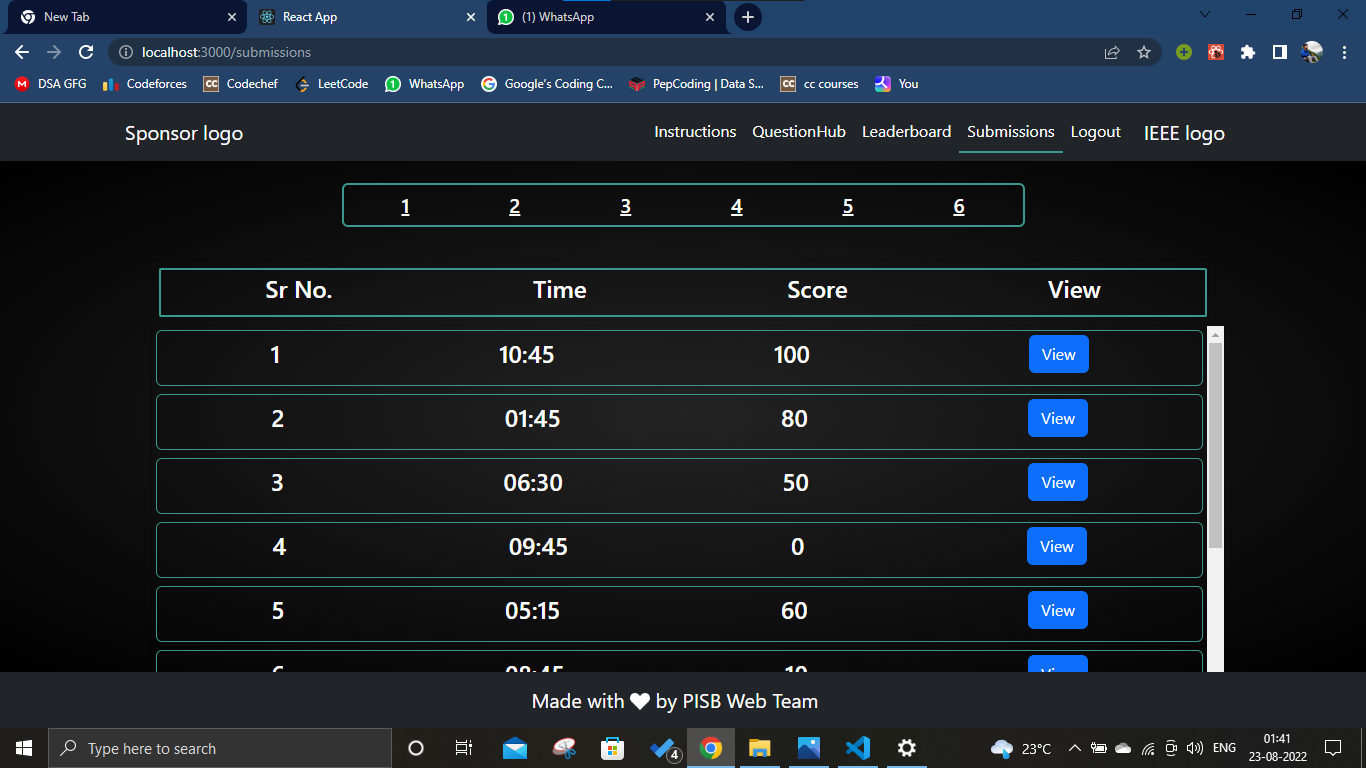 New Tab React App (1) WhatsApp
localhost:3000/submissions
DSA GFG Codeforces Codechef LeetCode WhatsApp Google's Coding C... PepCoding | Data S... cc courses You
Sponsor logo Instructions QuestionHub Leaderboard Submissions Logout IEEE logo
1 2 3 4 5 6
Sr No. Time Score View
1 10:45 100 View
2 01:45 80 View
3 06:30 50 View
4 09:45 0 View
5 05:15 60 View
Made with ❤ by PISB Web Team
Type here to search 4 23°C ENG 01:41
23-08-2022